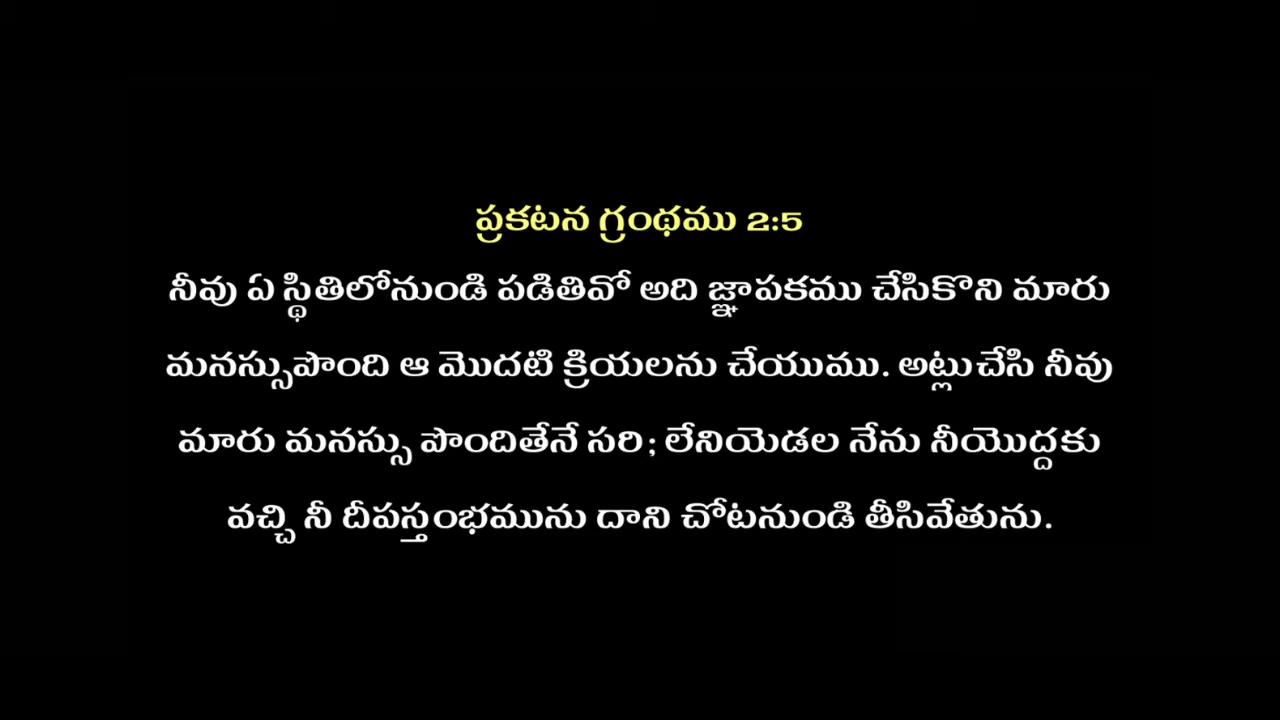 ప్రకటన గ్రంథము 2:5
నీవు ఏ స్థితిలోనుండి పడితివో అది జ్ఞాపకము చేసికొని మారు
మనస్సుపొంది ఆ మొదటి క్రియలను చేయుము. అట్లుచేసి నీవు
మారు మనస్సు పొందితేనే సరి; లేనియెడల నేను నీయొద్దకు
వచ్చి నీ దీపస్తంభమును దాని చోటనుండి తీసివేతును.